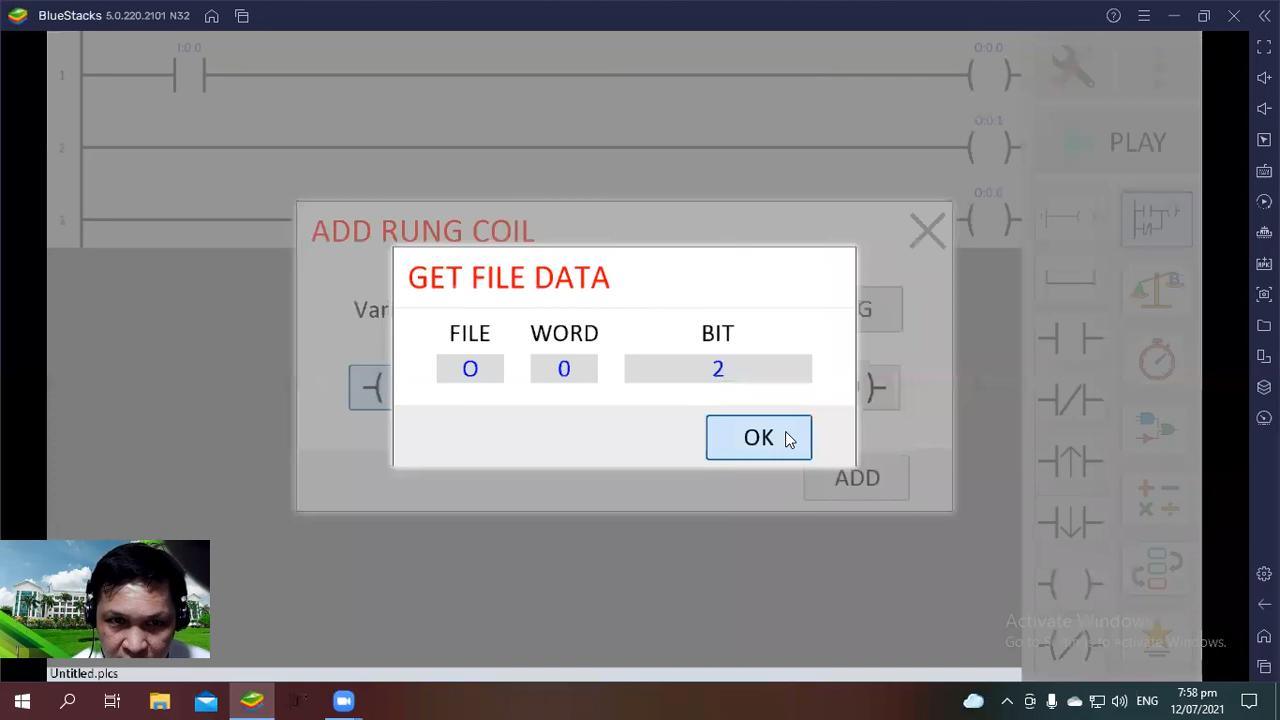 BlueStacks 5.0.220.2101 N32
I:0.0
O:0.0
1
PLAY
O:0.1
2
O:0.6
ADD RUNG COIL
GET FILE DATA
Var
G
FILE WORD BIT
O 0 2
OK
ADD
Activate Windows
Go to Settings to activate Windows.
Untitled.plcs
ENG
7:58 pm
12/07/2021